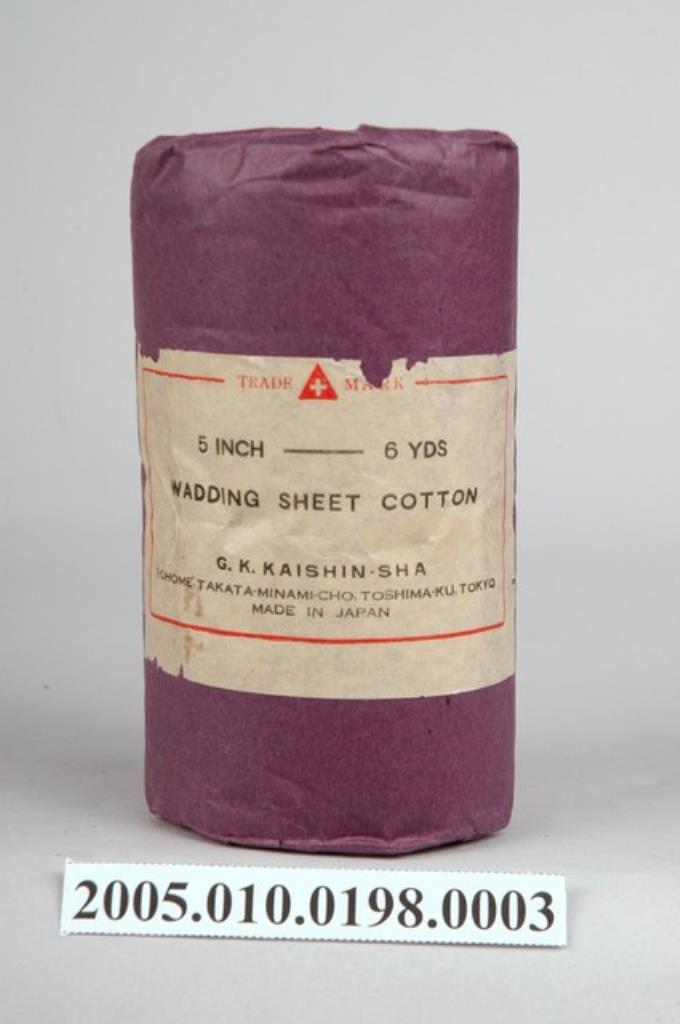 TRADE MARK
5 INCH — 6 YDS
WADDING SHEET COTTON
G. K. KAISHIN-SHA
CHOME, TAKATA-MINAMI-CHO, TOSHIMA-KU, TOKYO
MADE IN JAPAN
2005.010.0198.0003